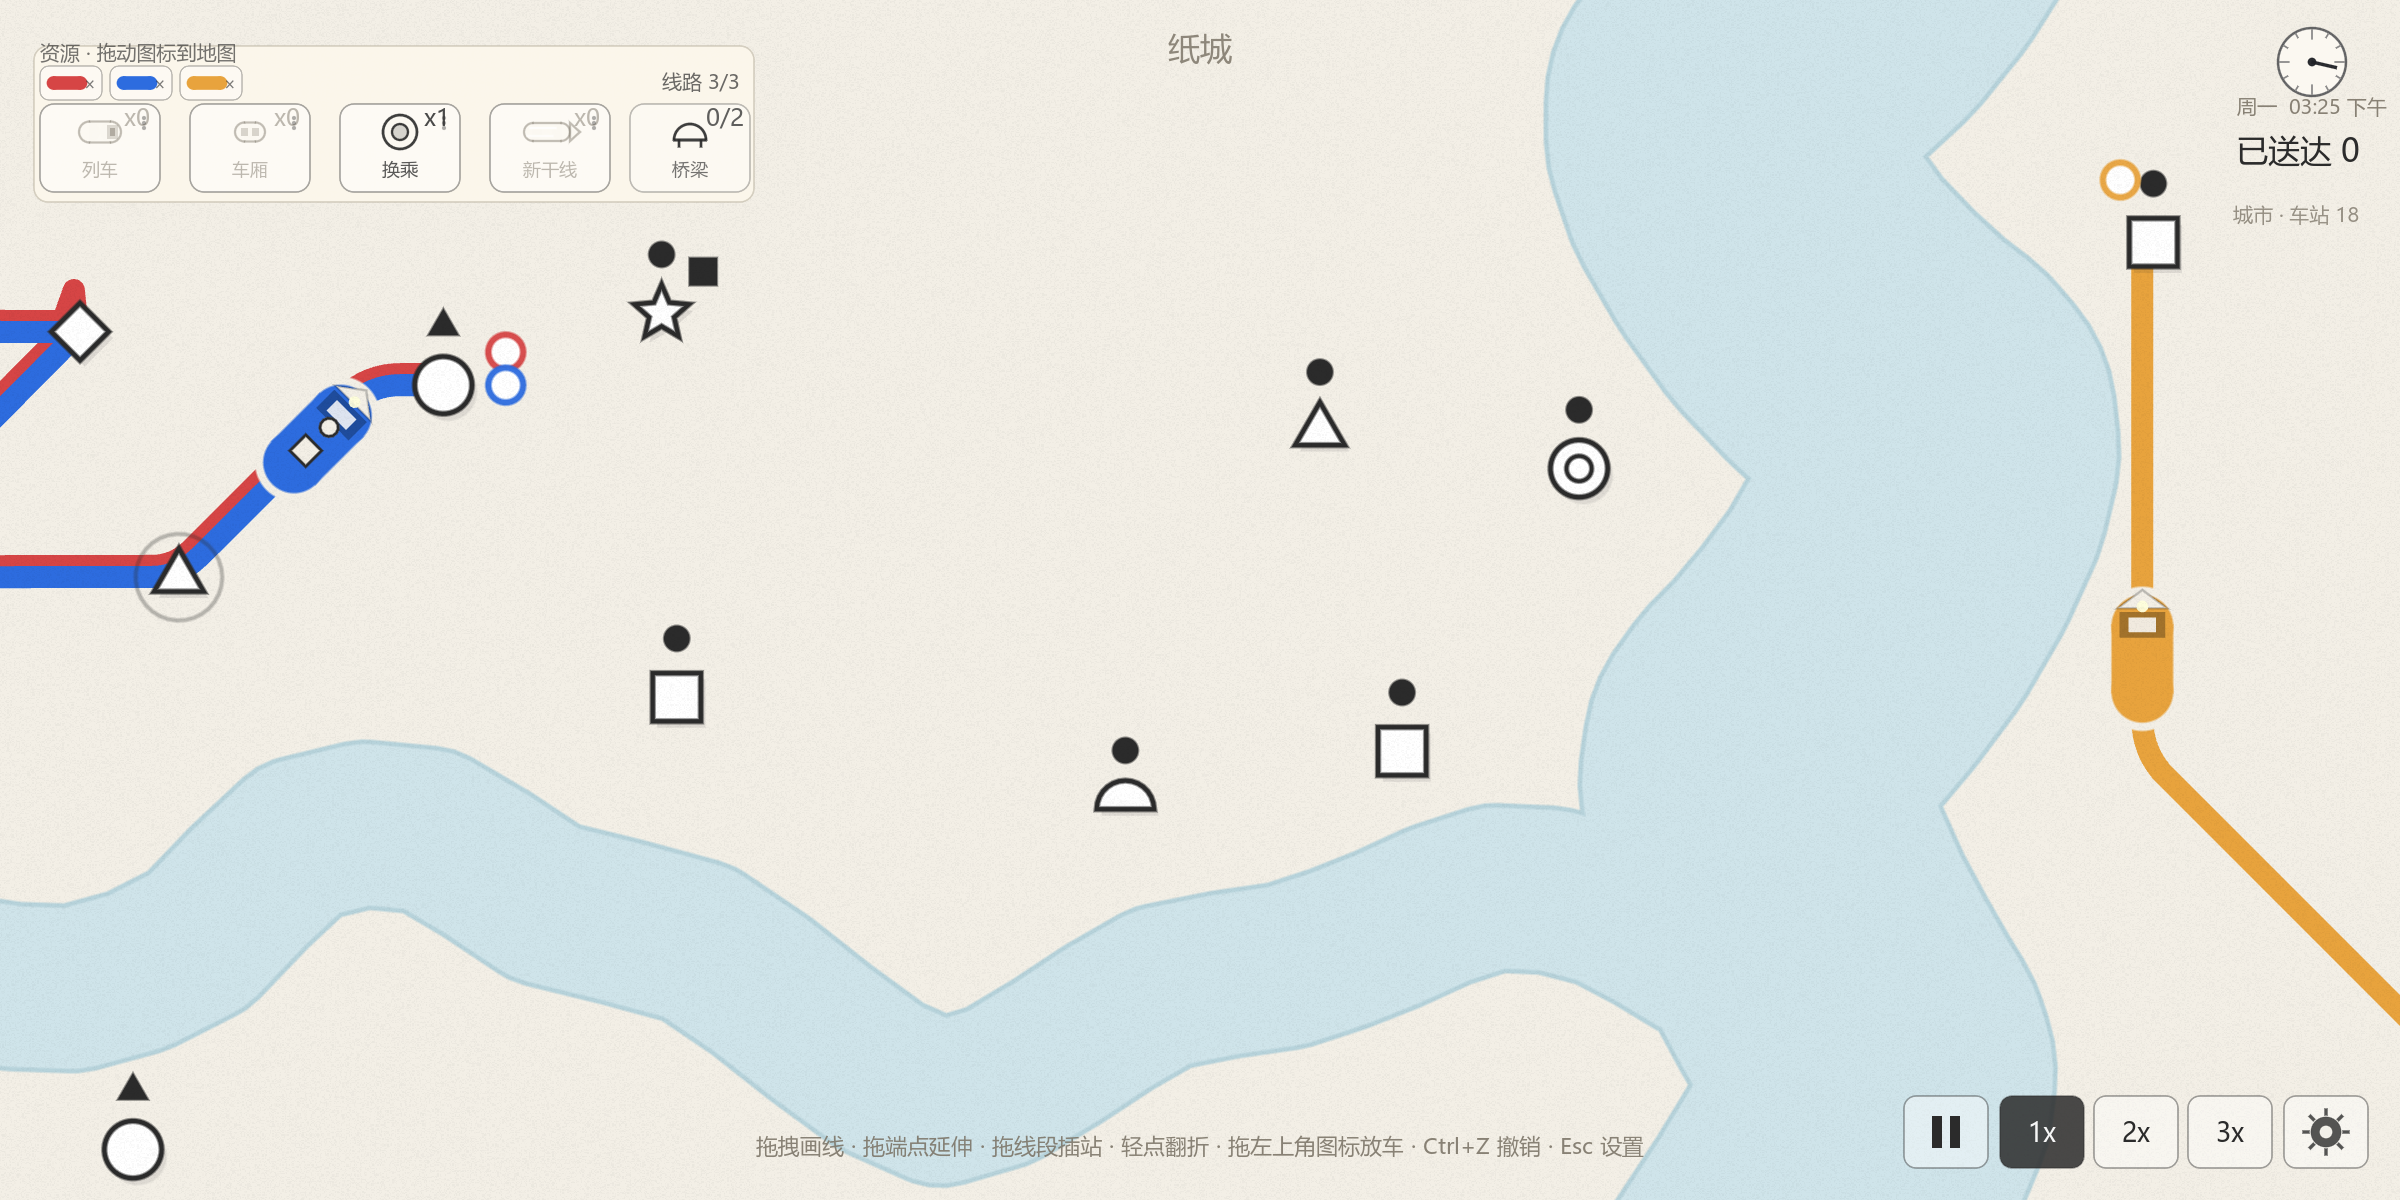 资源 · 拖动图标到地图
线路 3/3
x0 列车
x0 车厢
x1 换乘
x0 新干线
0/2 桥梁
纸城
周一 03:25 下午
已送达 0
城市 · 车站 18
拖拽画线 · 拖端点延伸 · 拖线段插站 · 轻点翻折 · 拖左上角图标放车 · Ctrl+Z 撤销 · Esc 设置
1x
2x
3x